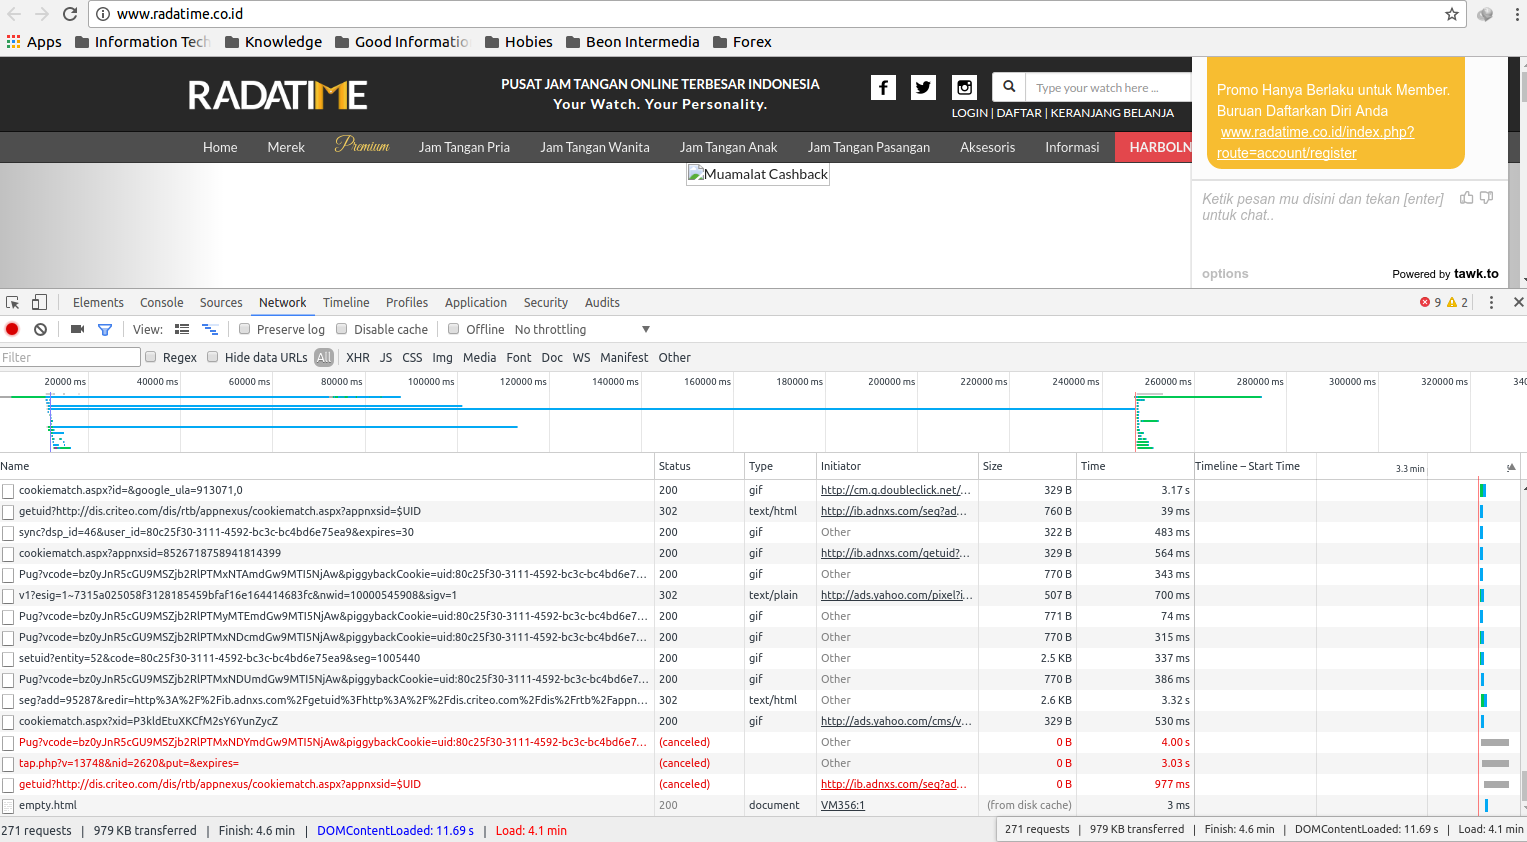 www.radatime.co.id
Apps Information Tech Knowledge Good Informatio Hobies Beon Intermedia Forex
RADATIME
PUSAT JAM TANGAN ONLINE TERBESAR INDONESIA
Your Watch. Your Personality.
Type your watch here ...
LOGIN | DAFTAR | KERANJANG BELANJA
Home Merek Premium Jam Tangan Pria Jam Tangan Wanita Jam Tangan Anak Jam Tangan Pasangan Aksesoris Informasi HARBOLN
Muamalat Cashback
Promo Hanya Berlaku untuk Member.
Buruan Daftarkan Diri Anda
www.radatime.co.id/index.php?
route=account/register
Ketik pesan mu disini dan tekan [enter]
untuk chat..
options Powered by tawk.to
Elements Console Sources Network Timeline Profiles Application Security Audits 9 2
View: Preserve log Disable cache Offline No throttling
Filter Regex Hide data URLs All XHR JS CSS Img Media Font Doc WS Manifest Other
20000 ms 40000 ms 60000 ms 80000 ms 100000 ms 120000 ms 140000 ms 160000 ms 180000 ms 200000 ms 220000 ms 240000 ms 260000 ms 280000 ms 300000 ms 320000 ms 340
Name Status Type Initiator Size Time Timeline – Start Time 3.3 min
cookiematch.aspx?id=&google_ula=913071,0 200 gif http://cm.g.doubleclick.net/... 329 B 3.17 s
getuid?http://dis.criteo.com/dis/rtb/appnexus/cookiematch.aspx?appnxsid=$UID 302 text/html http://ib.adnxs.com/seg?ad... 760 B 39 ms
sync?dsp_id=46&user_id=80c25f30-3111-4592-bc3c-bc4bd6e75ea9&expires=30 200 gif Other 322 B 483 ms
cookiematch.aspx?appnxsid=8526718758941814399 200 gif http://ib.adnxs.com/getuid?... 329 B 564 ms
Pug?vcode=bz0yJnR5cGU9MSZjb2RlPTMxNTAmdGw9MTI5NjAw&piggybackCookie=uid:80c25f30-3111-4592-bc3c-bc4bd6e7... 200 gif Other 770 B 343 ms
v1?esig=1~7315a025058f3128185459bfaf16e164414683fc&nwid=10000545908&sigv=1 302 text/plain http://ads.yahoo.com/pixel?i... 507 B 700 ms
Pug?vcode=bz0yJnR5cGU9MSZjb2RlPTMyMTEmdGw9MTI5NjAw&piggybackCookie=uid:80c25f30-3111-4592-bc3c-bc4bd6e7... 200 gif Other 771 B 74 ms
Pug?vcode=bz0yJnR5cGU9MSZjb2RlPTMxNDcmdGw9MTI5NjAw&piggybackCookie=uid:80c25f30-3111-4592-bc3c-bc4bd6e7... 200 gif Other 770 B 315 ms
setuid?entity=52&code=80c25f30-3111-4592-bc3c-bc4bd6e75ea9&seg=1005440 200 gif Other 2.5 KB 337 ms
Pug?vcode=bz0yJnR5cGU9MSZjb2RlPTMxNDUmdGw9MTI5NjAw&piggybackCookie=uid:80c25f30-3111-4592-bc3c-bc4bd6e7... 200 gif Other 770 B 386 ms
seg?add=95287&redir=http%3A%2F%2Fib.adnxs.com%2Fgetuid%3Fhttp%3A%2F%2Fdis.criteo.com%2Fdis%2Frtb%2Fappn... 302 text/html Other 2.6 KB 3.32 s
cookiematch.aspx?xid=P3kldEtuXKCfM2sY6YunZycZ 200 gif http://ads.yahoo.com/cms/v... 329 B 530 ms
Pug?vcode=bz0yJnR5cGU9MSZjb2RlPTMxNDYmdGw9MTI5NjAw&piggybackCookie=uid:80c25f30-3111-4592-bc3c-bc4bd6e7... (canceled) Other 0 B 4.00 s
tap.php?v=13748&nid=2620&put=&expires= (canceled) Other 0 B 3.03 s
getuid?http://dis.criteo.com/dis/rtb/appnexus/cookiematch.aspx?appnxsid=$UID (canceled) http://ib.adnxs.com/seg?ad... 0 B 977 ms
empty.html 200 document VM356:1 (from disk cache) 3 ms
271 requests | 979 KB transferred | Finish: 4.6 min | DOMContentLoaded: 11.69 s | Load: 4.1 min 271 requests | 979 KB transferred | Finish: 4.6 min | DOMContentLoaded: 11.69 s | Load: 4.1 min